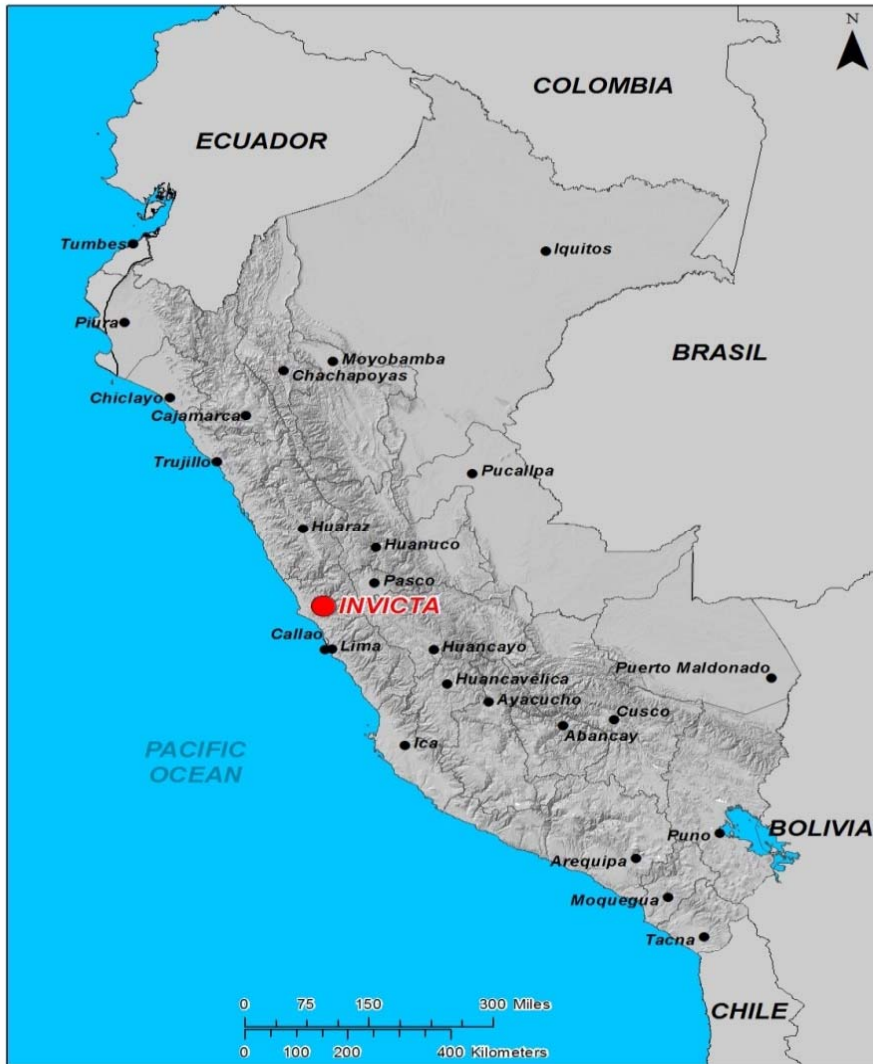 N
COLOMBIA
ECUADOR
Tumbes
Iquitos
Piura
BRASIL
Moyobamba
Chachapoyas
Chiclayo
Cajamarca
Trujillo
Pucallpa
Huaraz
Huanuco
Pasco
INVICTA
Callao
Lima
Huancayo
Puerto Maldonado
Huancavelica
Ayacucho
Cusco
Abancay
Ica
PACIFIC
OCEAN
Puno
BOLIVIA
Arequipa
Moquegua
Tacna
0 75 150 300 Miles
0 100 200 400 Kilometers
CHILE